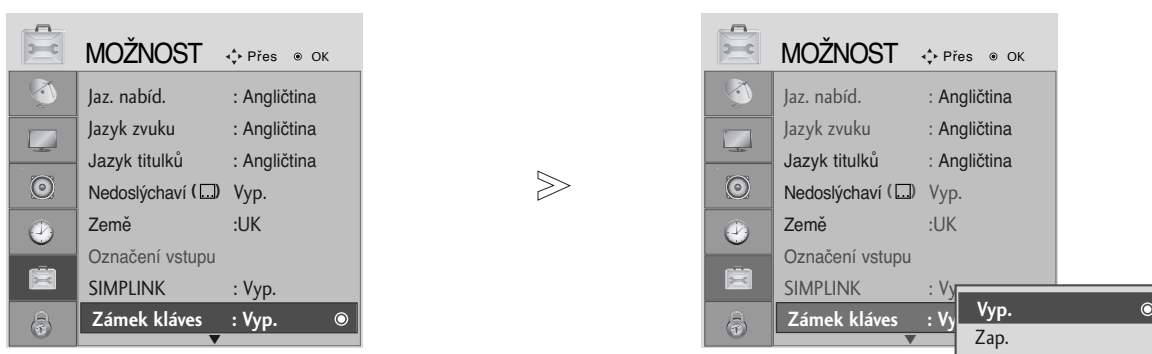 MOŽNOST Přes OK
Jaz. nabíd. : Angličtina
Jazyk zvuku : Angličtina
Jazyk titulků : Angličtina
Nedoslýchaví ( ) Vyp.
Země :UK
Označení vstupu
SIMPLINK : Vyp.
Zámek kláves : Vyp.
MOŽNOST Přes OK
Jaz. nabíd. : Angličtina
Jazyk zvuku : Angličtina
Jazyk titulků : Angličtina
Nedoslýchaví ( ) Vyp.
Země :UK
Označení vstupu
SIMPLINK : Vy
Zámek kláves : Vy
Vyp.
Zap.